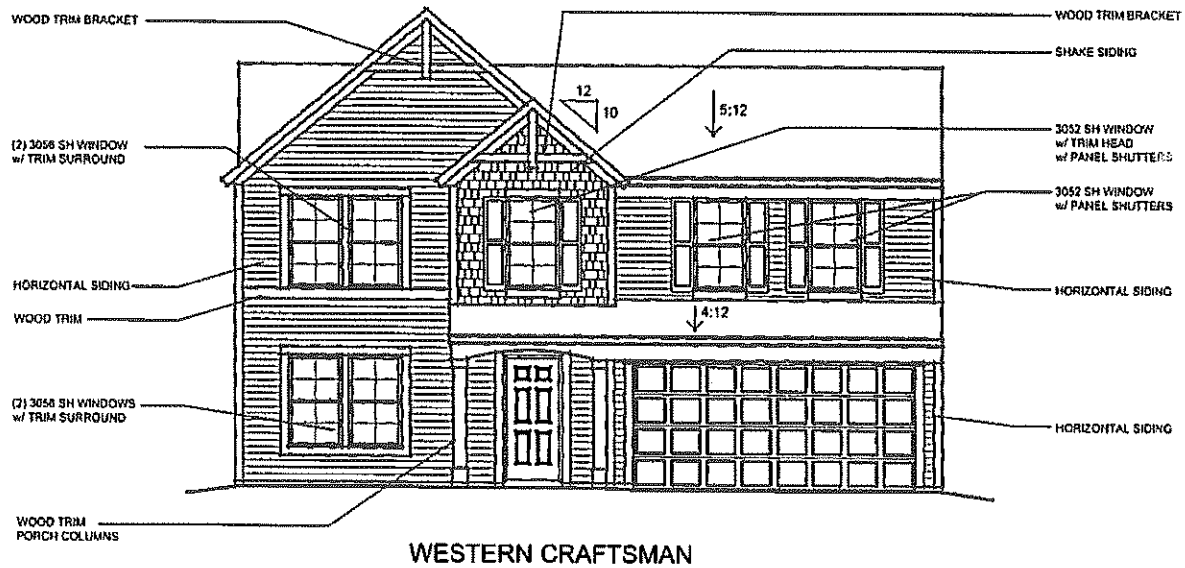 WOOD TRIM BRACKET
WOOD TRIM BRACKET
SHAKE SIDING
12
10
5:12
(2) 3056 SH WINDOW
w/ TRIM SURROUND
3052 SH WINDOW
w/ TRIM HEAD
w/ PANEL SHUTTERS
3052 SH WINDOW
w/ PANEL SHUTTERS
HORIZONTAL SIDING
HORIZONTAL SIDING
WOOD TRIM
4:12
(2) 3056 SH WINDOWS
w/ TRIM SURROUND
HORIZONTAL SIDING
WOOD TRIM
PORCH COLUMNS
WESTERN CRAFTSMAN